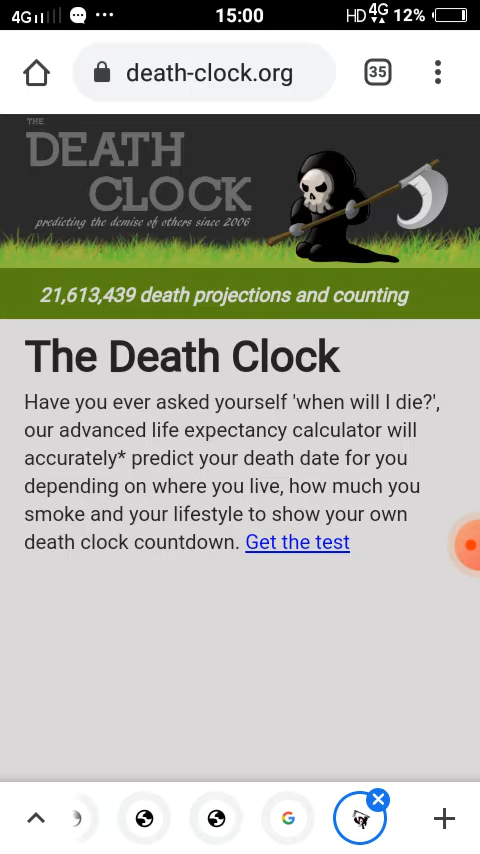 4G 15:00 HD 4G 12%
death-clock.org 35
THE
DEATH
CLOCK
predicting the demise of others since 2006
21,613,439 death projections and counting
The Death Clock
Have you ever asked yourself 'when will I die?',
our advanced life expectancy calculator will
accurately* predict your death date for you
depending on where you live, how much you
smoke and your lifestyle to show your own
death clock countdown. Get the test